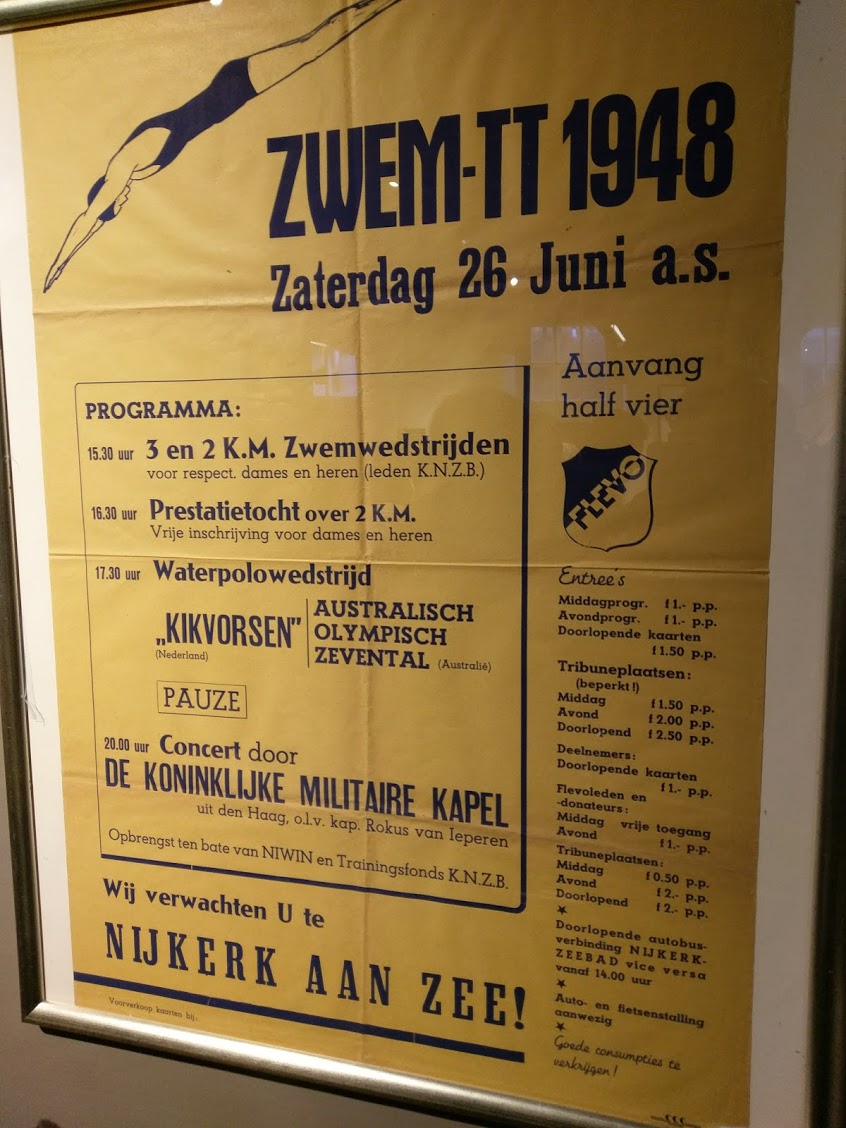 ZWEM-TT 1948
Zaterdag 26 Juni a.s.
Aanvang
half vier
FLEVO
PROGRAMMA:
15.30 uur 3 en 2 K.M. Zwemwedstrijden
voor respect. dames en heren (leden K.N.Z.B.)
16.30 uur Prestatietocht over 2 K.M.
Vrije inschrijving voor dames en heren
17.30 uur Waterpolowedstrijd
„KIKVORSEN”
(Nederland)
AUSTRALISCH
OLYMPISCH
ZEVENTAL (Australië)
PAUZE
20.00 uur Concert door
DE KONINKLIJKE MILITAIRE KAPEL
uit den Haag, o.l.v. kap. Rokus van Ieperen
Opbrengst ten bate van NIWIN en Trainingsfonds K.N.Z.B.
Wij verwachten U te
NIJKERK AAN ZEE!
Voorverkoop kaarten bij:
Entree's
Middagprogr. f 1.- p.p.
Avondprogr. f 1.- p.p.
Doorlopende kaarten
f 1.50 p.p.
Tribuneplaatsen:
(beperkt!)
Middag f 1.50 p.p.
Avond f 2.00 p.p.
Doorlopend f 2.50 p.p.
Deelnemers:
Doorlopende kaarten
f 1.- p.p.
Flevoleden en
-donateurs:
Middag vrije toegang
Avond f 1.- p.p.
Tribuneplaatsen:
Middag f 0.50 p.p.
Avond f 2.- p.p.
Doorlopend f 2.- p.p.
Doorlopende autobus-
verbinding NIJKERK-
ZEEBAD vice versa
vanaf 14.00 uur
Auto- en fietsenstalling
aanwezig
Goede consumpties te
verkrijgen!